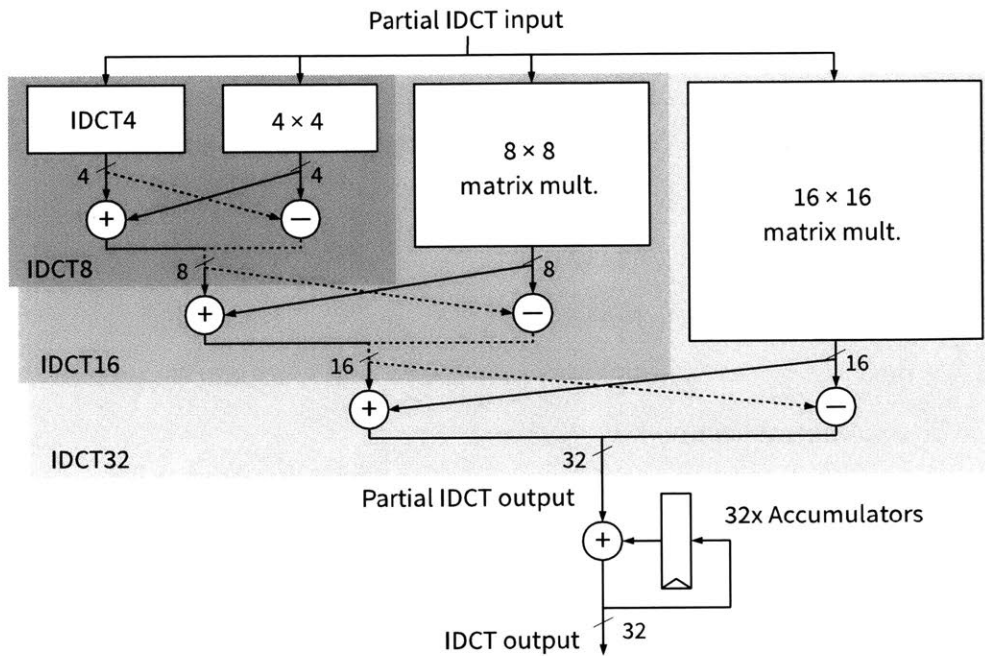 Partial IDCT input
IDCT4
4 × 4
8 × 8
matrix mult.
16 × 16
matrix mult.
4
4
+
−
IDCT8
8
8
+
−
IDCT16
16
16
+
−
IDCT32
32
Partial IDCT output
32x Accumulators
+
IDCT output
32